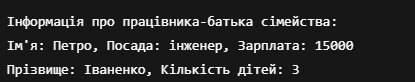 Інформація про працівника-батька сімейства:
Ім'я: Петро, Посада: інженер, Зарплата: 15000
Прізвище: Іваненко, Кількість дітей: 3